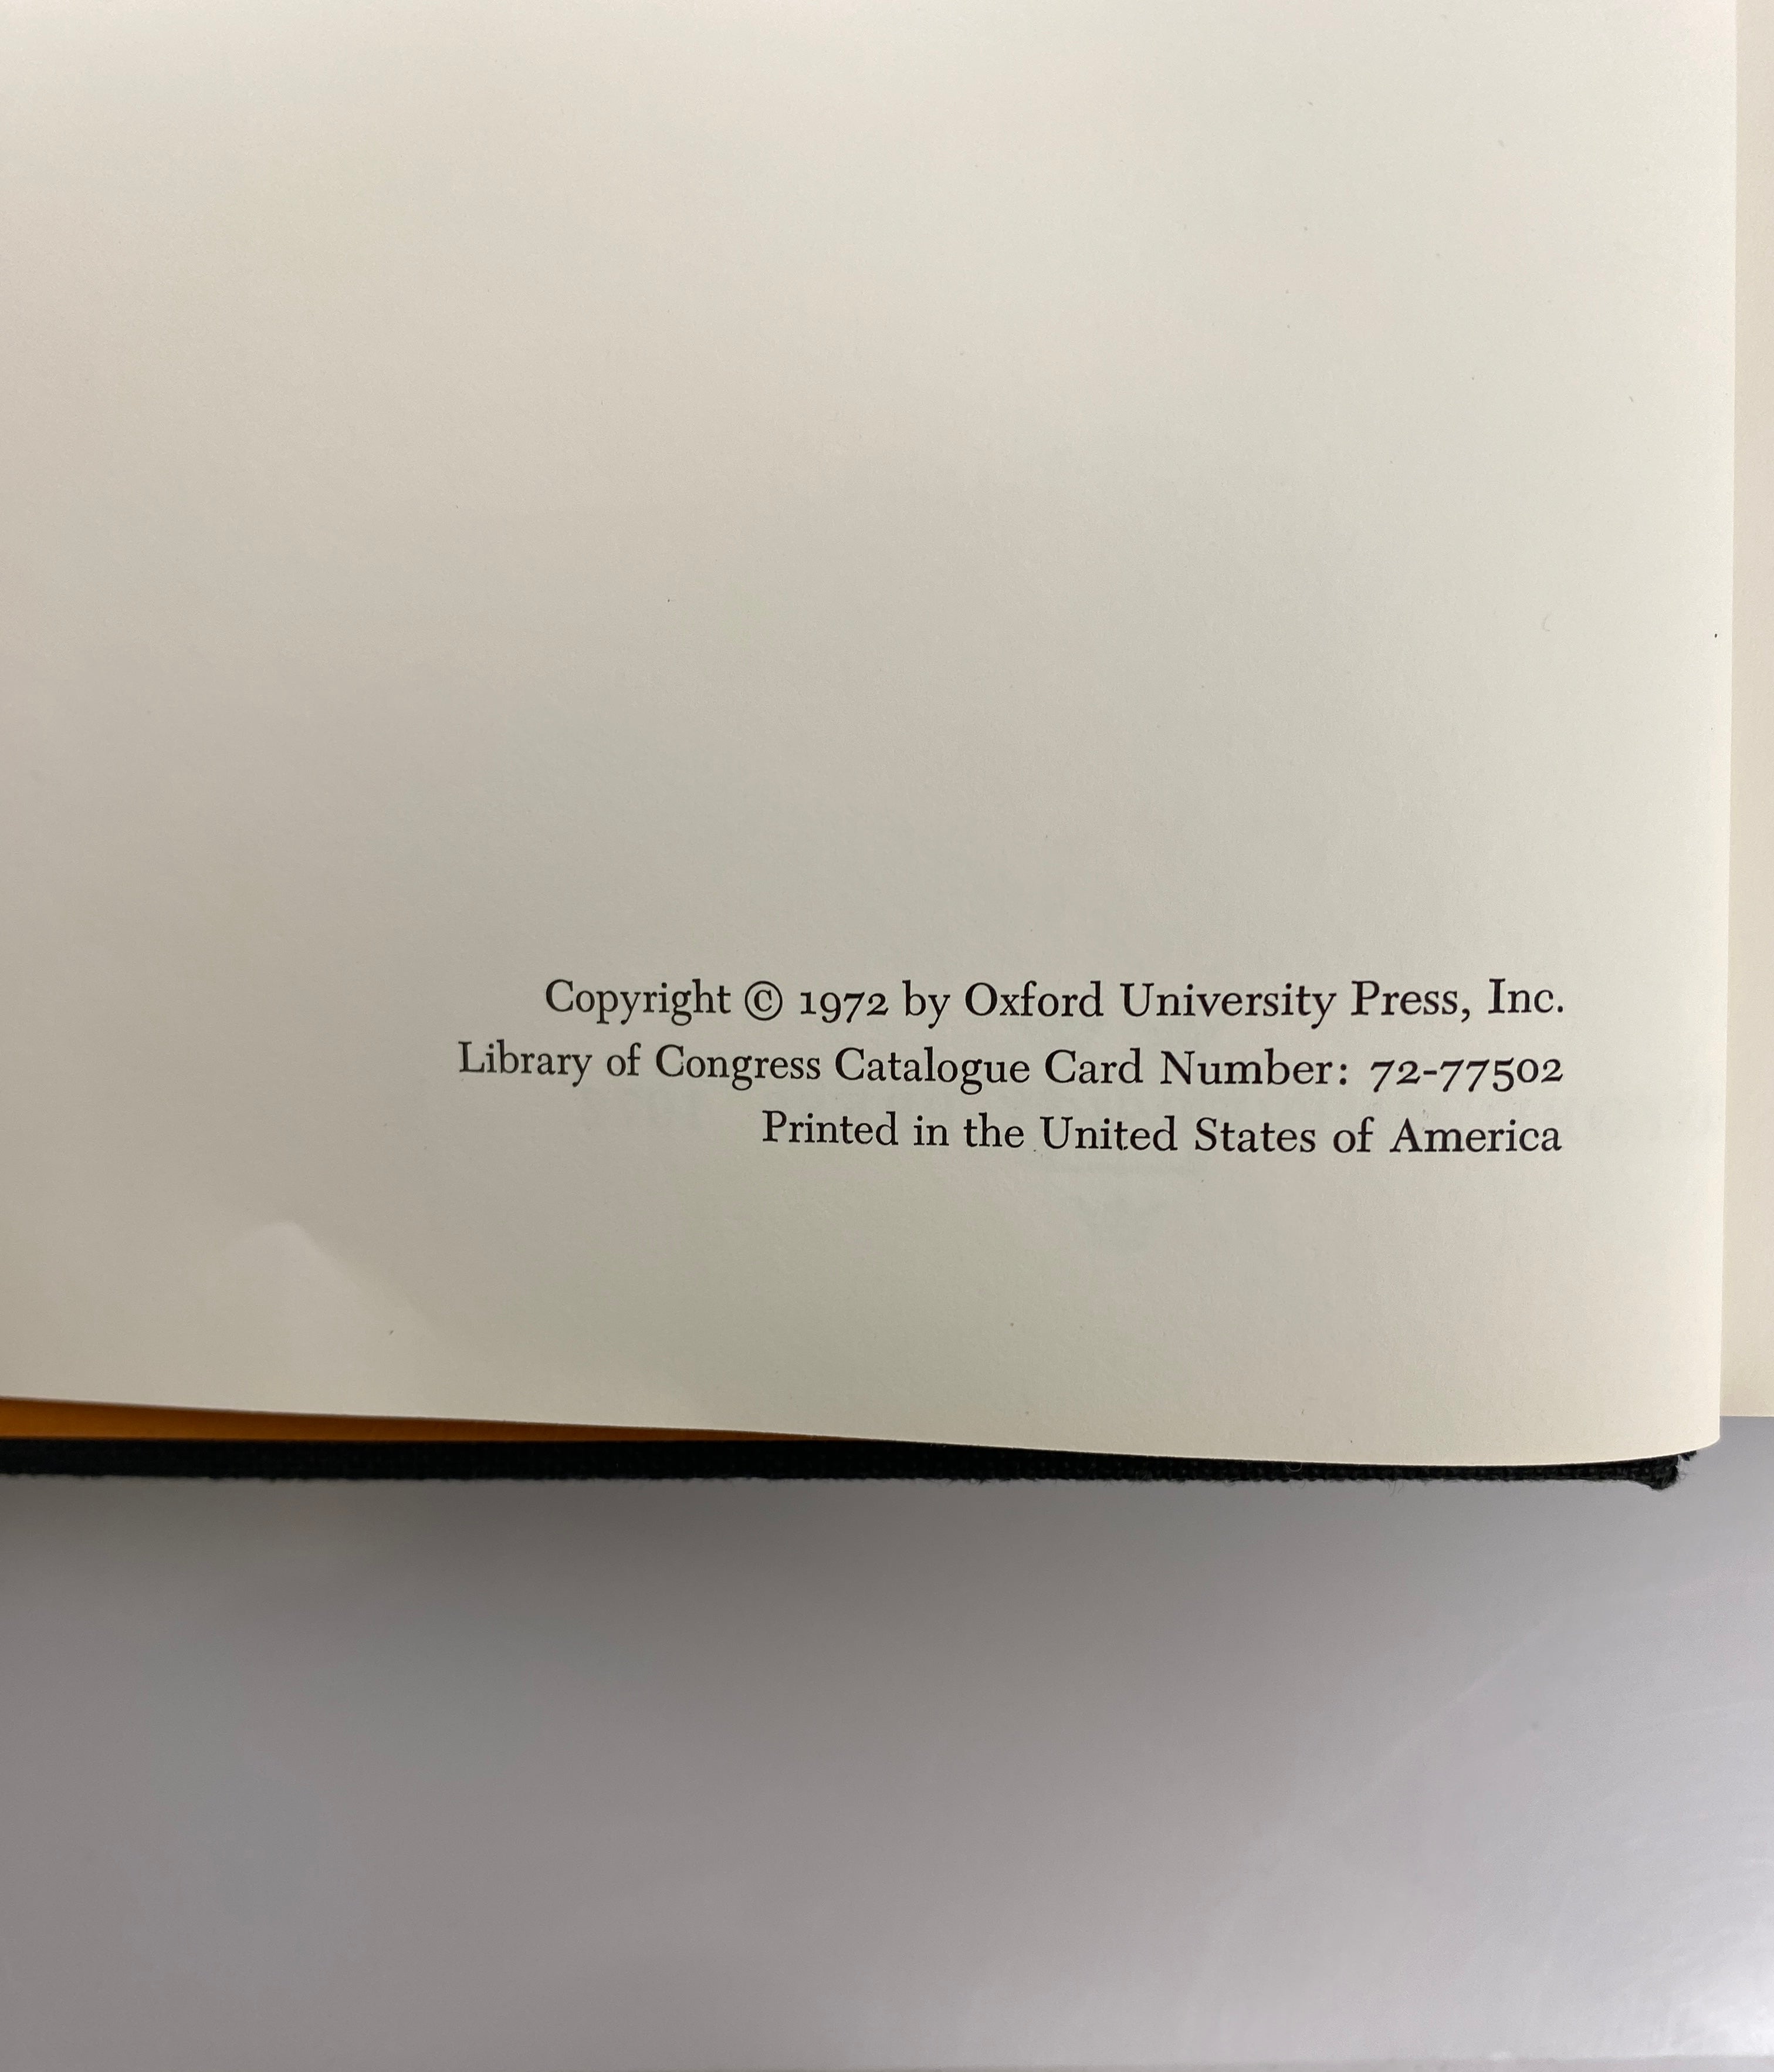 Copyright © 1972 by Oxford University Press, Inc.
Library of Congress Catalogue Card Number: 72-77502
Printed in the United States of America